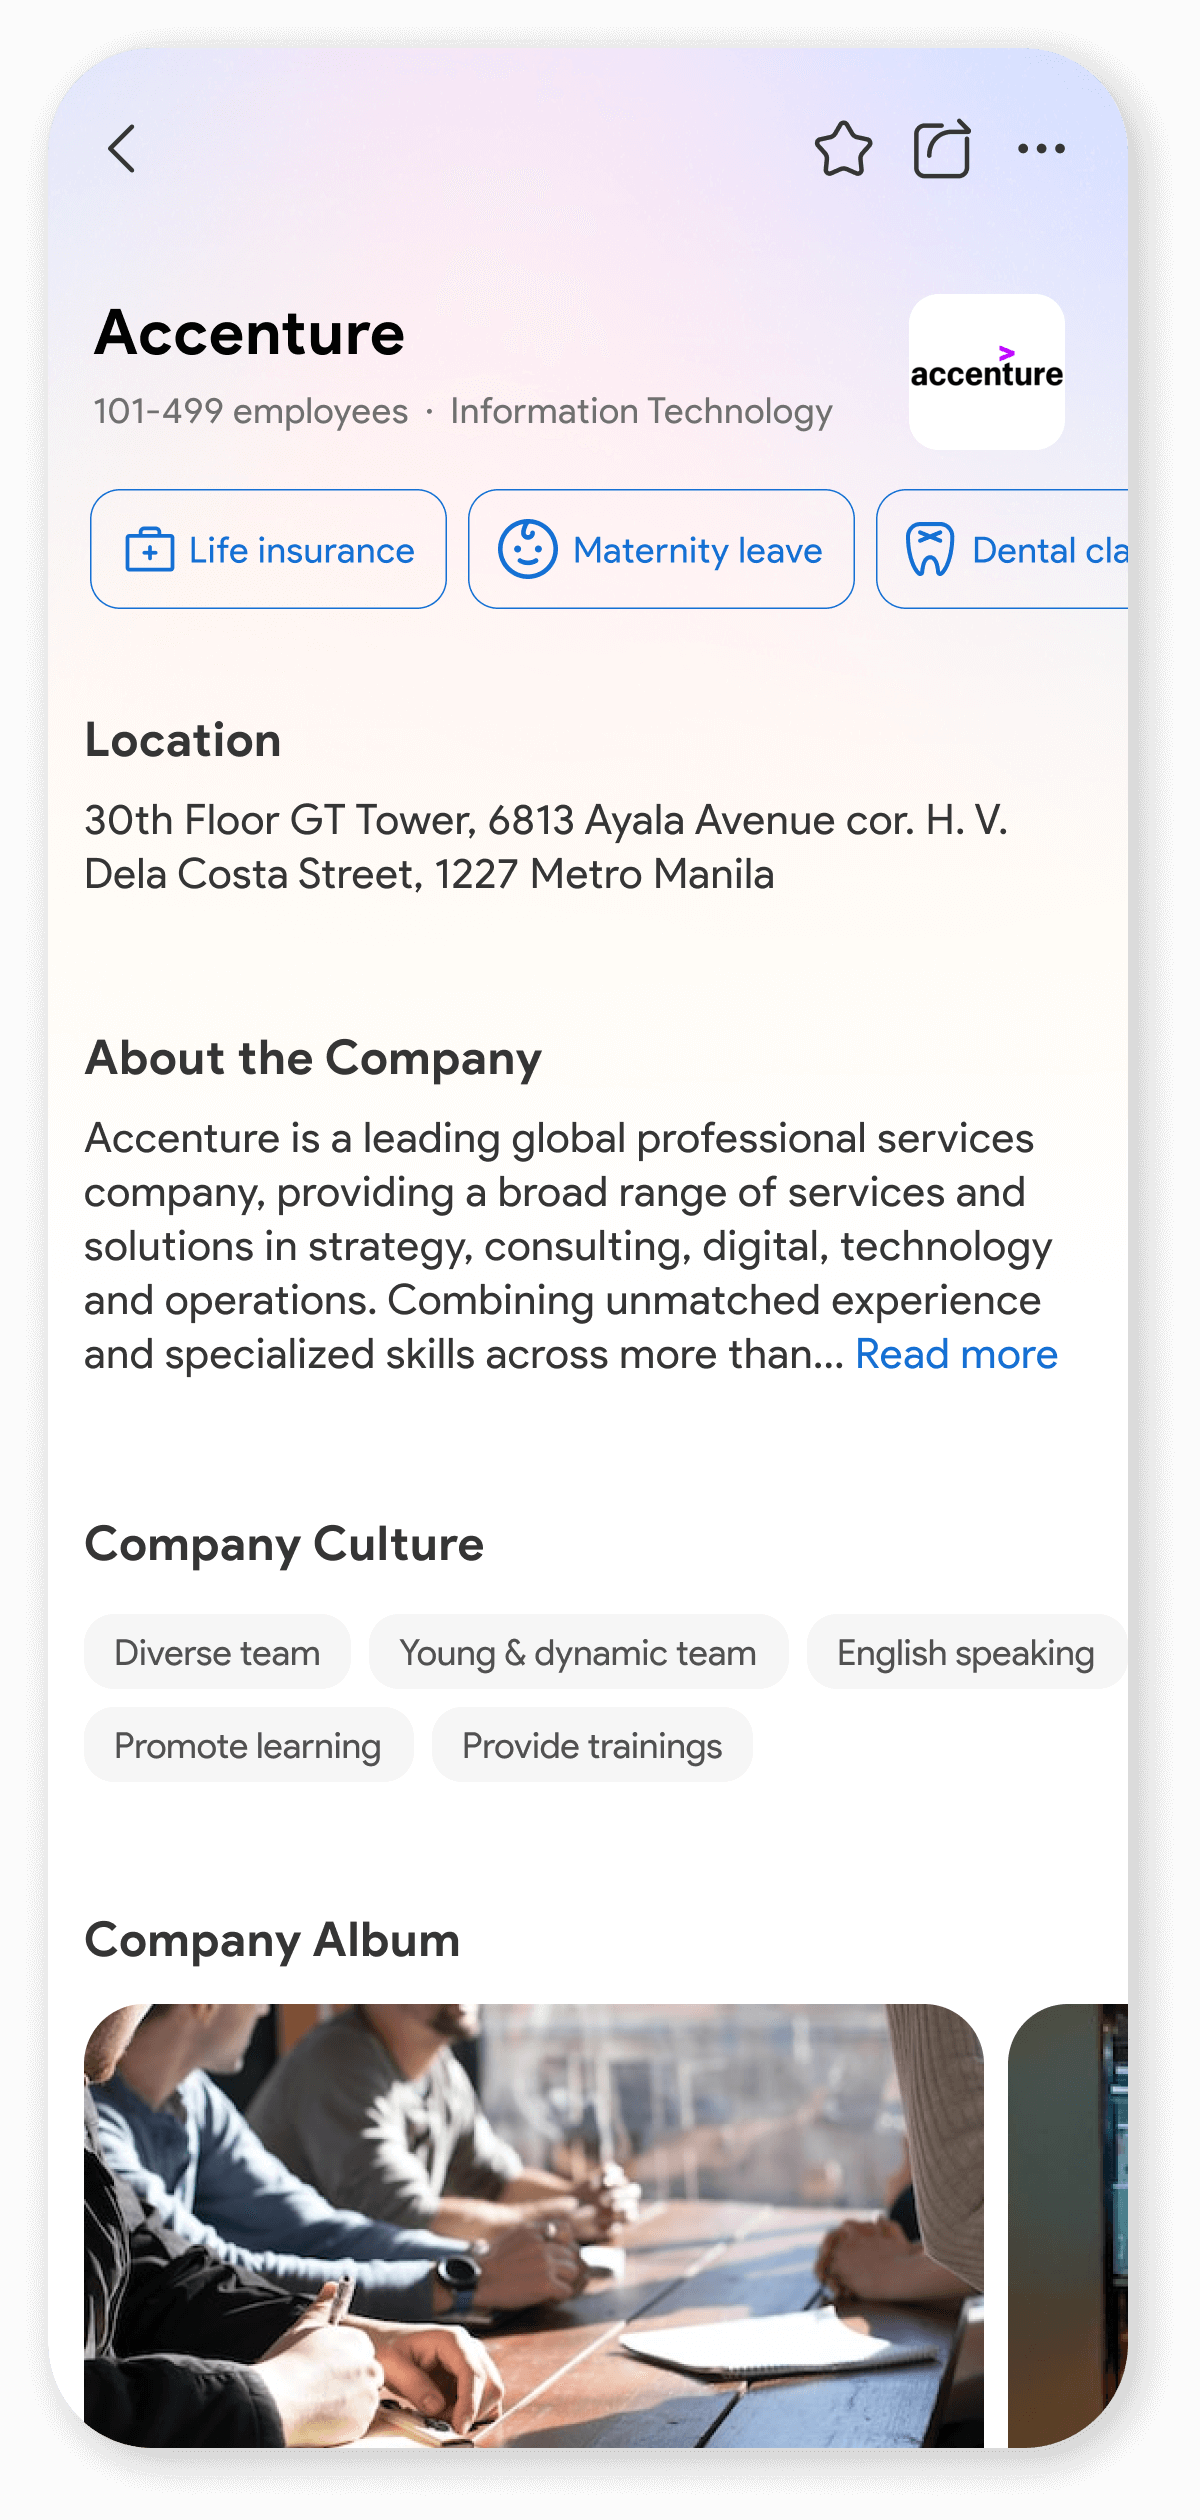 Accenture
accenture
101-499 employees · Information Technology
Life insurance
Maternity leave
Dental
Location
30th Floor GT Tower, 6813 Ayala Avenue cor. H. V.
Dela Costa Street, 1227 Metro Manila
About the Company
Accenture is a leading global professional services
company, providing a broad range of services and
solutions in strategy, consulting, digital, technology
and operations. Combining unmatched experience
and specialized skills across more than... Read more
Company Culture
Diverse team
Young & dynamic team
English speaking
Promote learning
Provide trainings
Company Album